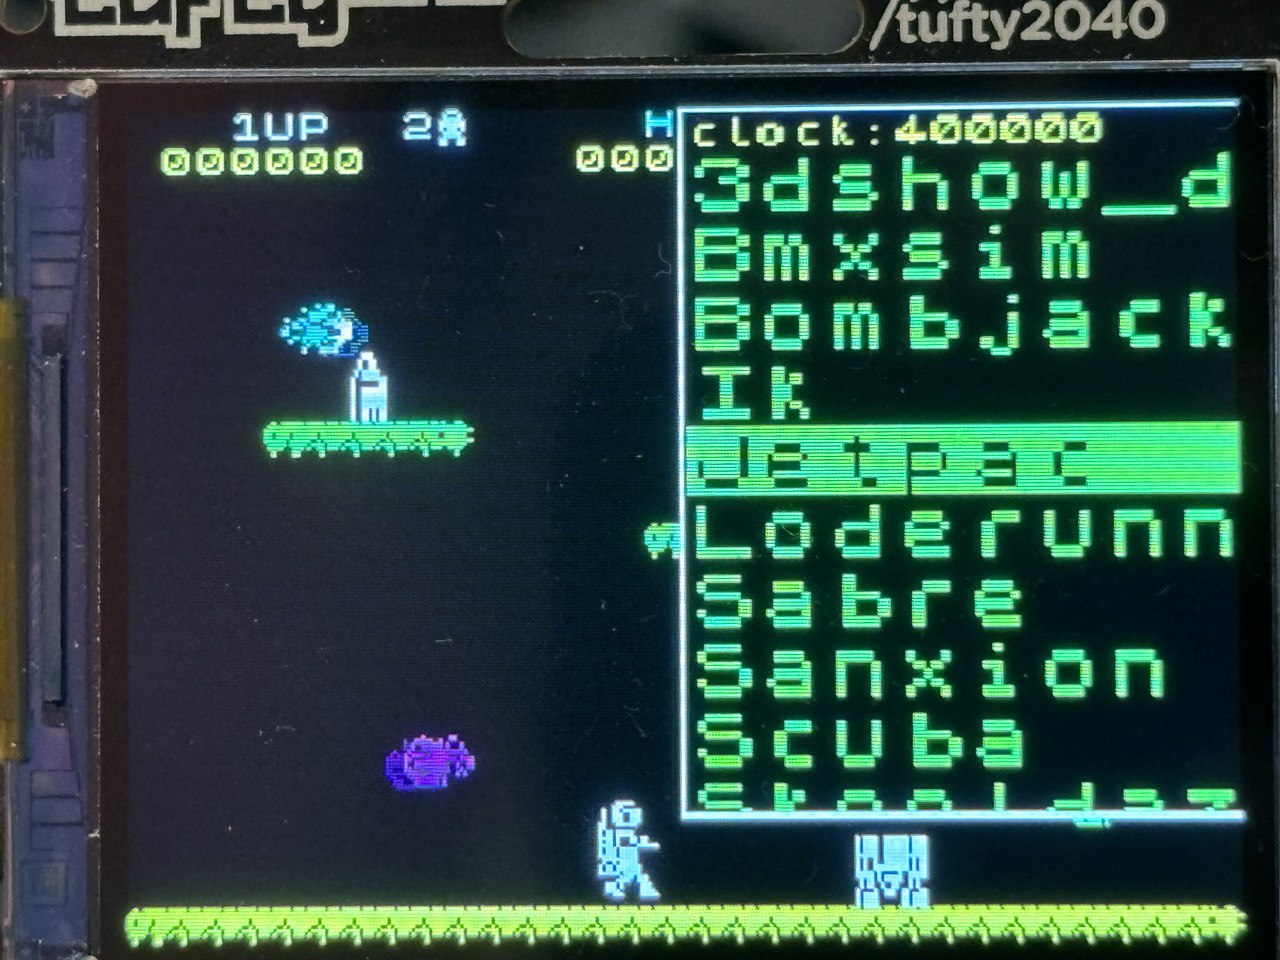 /tufty2040
1UP 2 H
000000 000
clock:400000
3dshow_d
Bmxsim
Bombjack
Ik
Jetpac
Loderunn
Sabre
Sanxion
Scuba